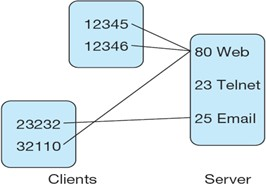 12345
12346
80 Web
23 Telnet
25 Email
23232
32110
Clients
Server